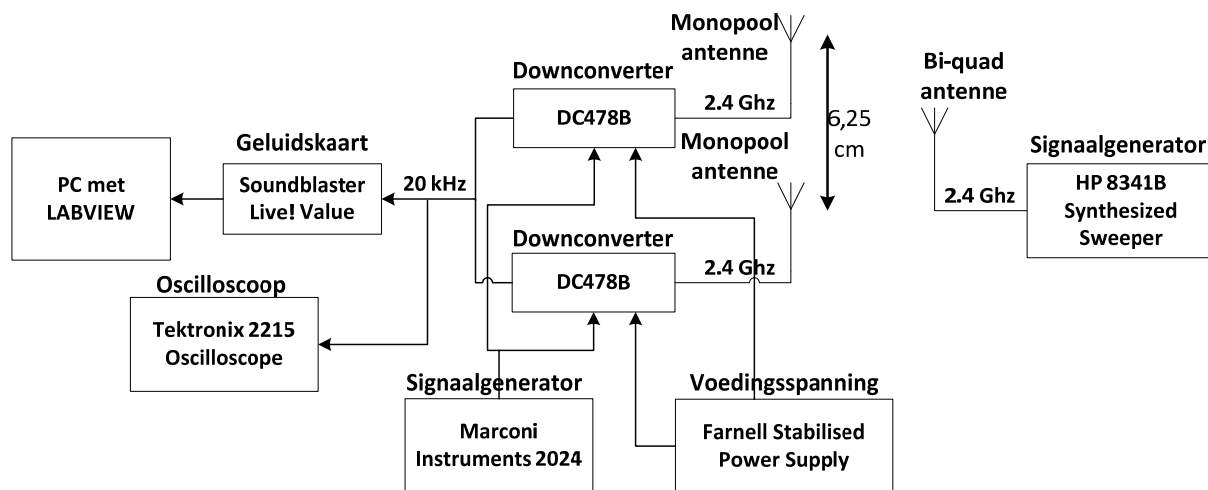 Monopool
antenne
Downconverter
DC478B
2.4 Ghz
Monopool
antenne
6,25
cm
Bi-quad
antenne
2.4 Ghz
Signaalgenerator
HP 8341B
Synthesized
Sweeper
Geluidskaart
Soundblaster
Live! Value
20 kHz
PC met
LABVIEW
Downconverter
DC478B
2.4 Ghz
Oscilloscoop
Tektronix 2215
Oscilloscope
Signaalgenerator
Marconi
Instruments 2024
Voedingsspanning
Farnell Stabilised
Power Supply